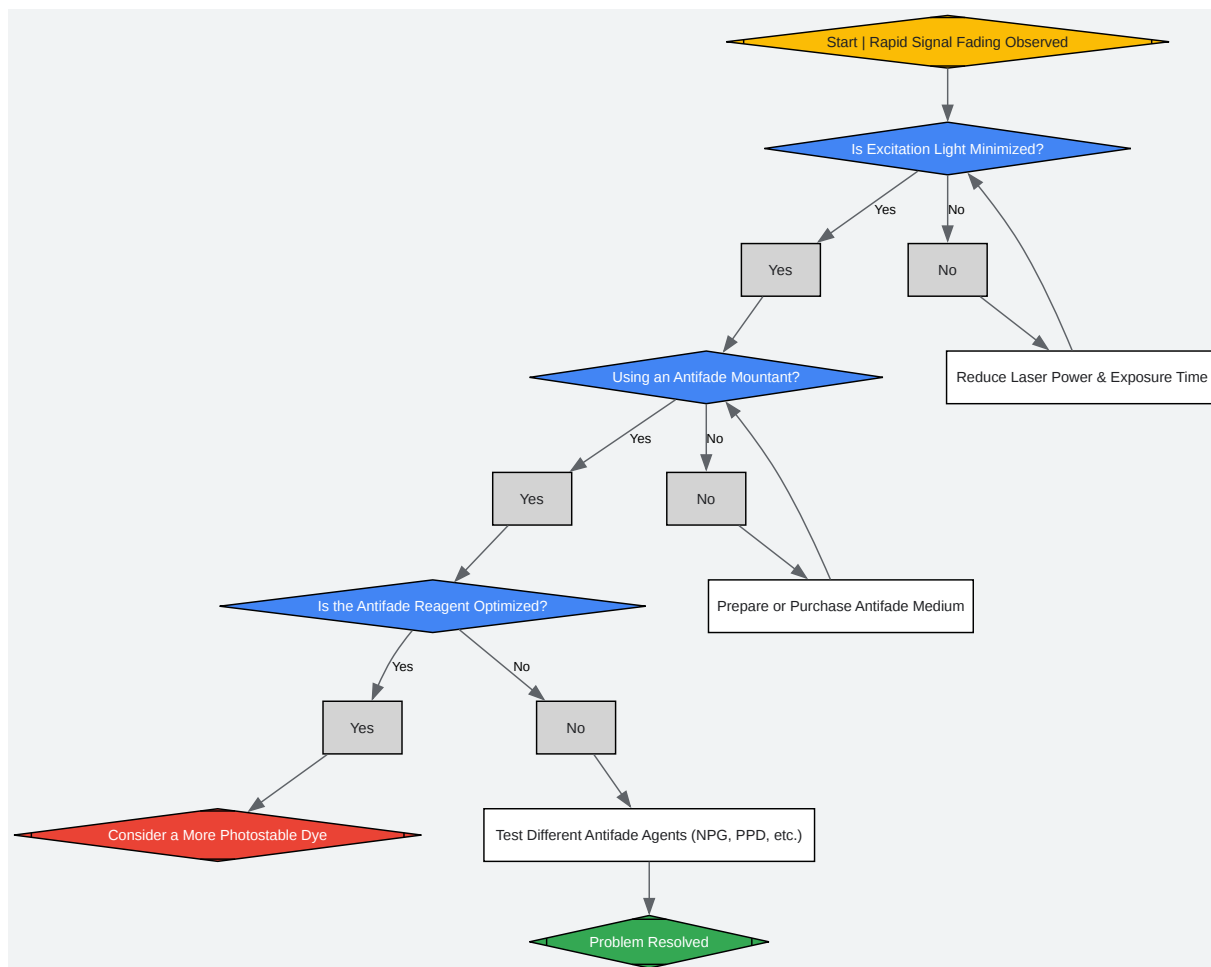 Start | Rapid Signal Fading Observed
Is Excitation Light Minimized?
Yes
No
Yes
No
Using an Antifade Mountant?
Reduce Laser Power & Exposure Time
Yes
No
Yes
No
Is the Antifade Reagent Optimized?
Prepare or Purchase Antifade Medium
Yes
No
Yes
No
Consider a More Photostable Dye
Test Different Antifade Agents (NPG, PPD, etc.)
Problem Resolved